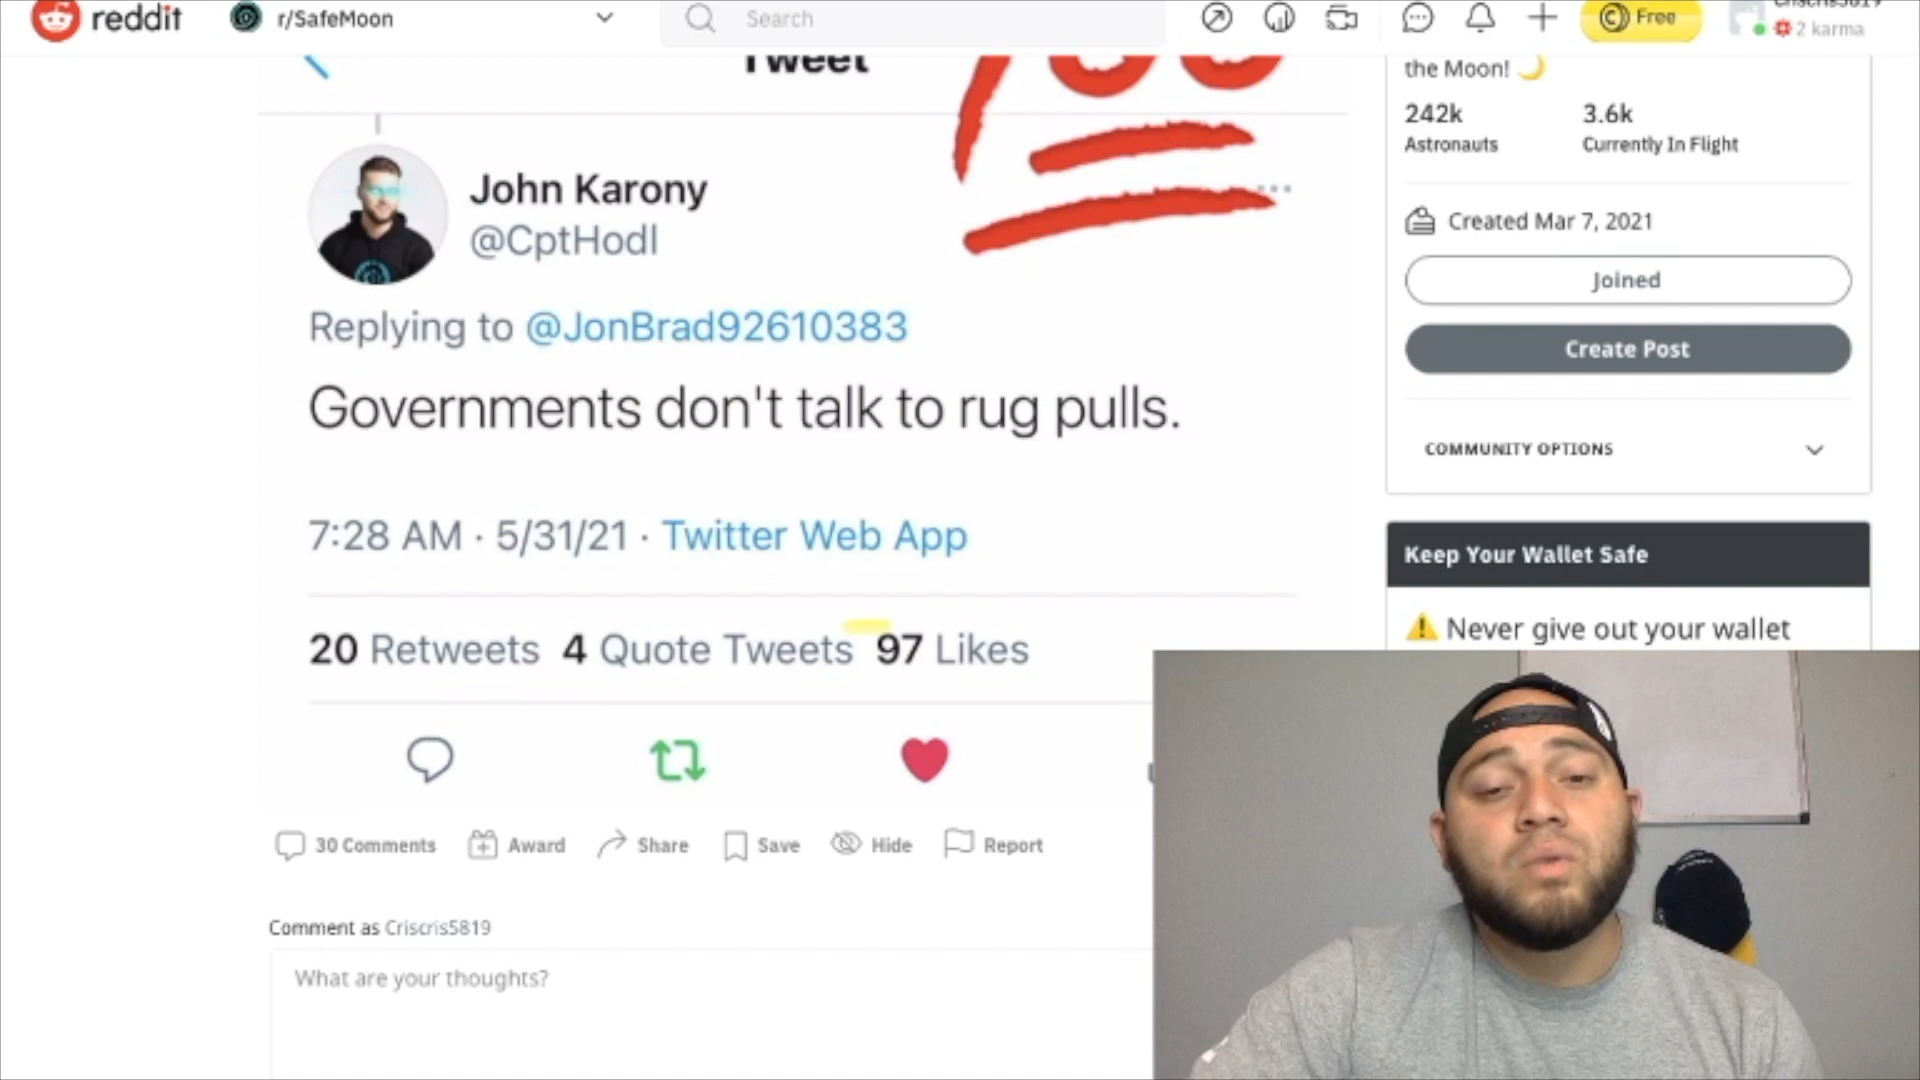 reddit
r/SafeMoon
Search
Free
2 karma
Tweet
the Moon!
242k
3.6k
Astronauts
Currently In Flight
John Karony
@CptHodl
Created Mar 7, 2021
Joined
Replying to @JonBrad92610383
Create Post
Governments don't talk to rug pulls.
COMMUNITY OPTIONS
7:28 AM · 5/31/21 · Twitter Web App
Keep Your Wallet Safe
Never give out your wallet
20 Retweets 4 Quote Tweets 97 Likes
30 Comments
Award
Share
Save
Hide
Report
Comment as Criscris5819
What are your thoughts?